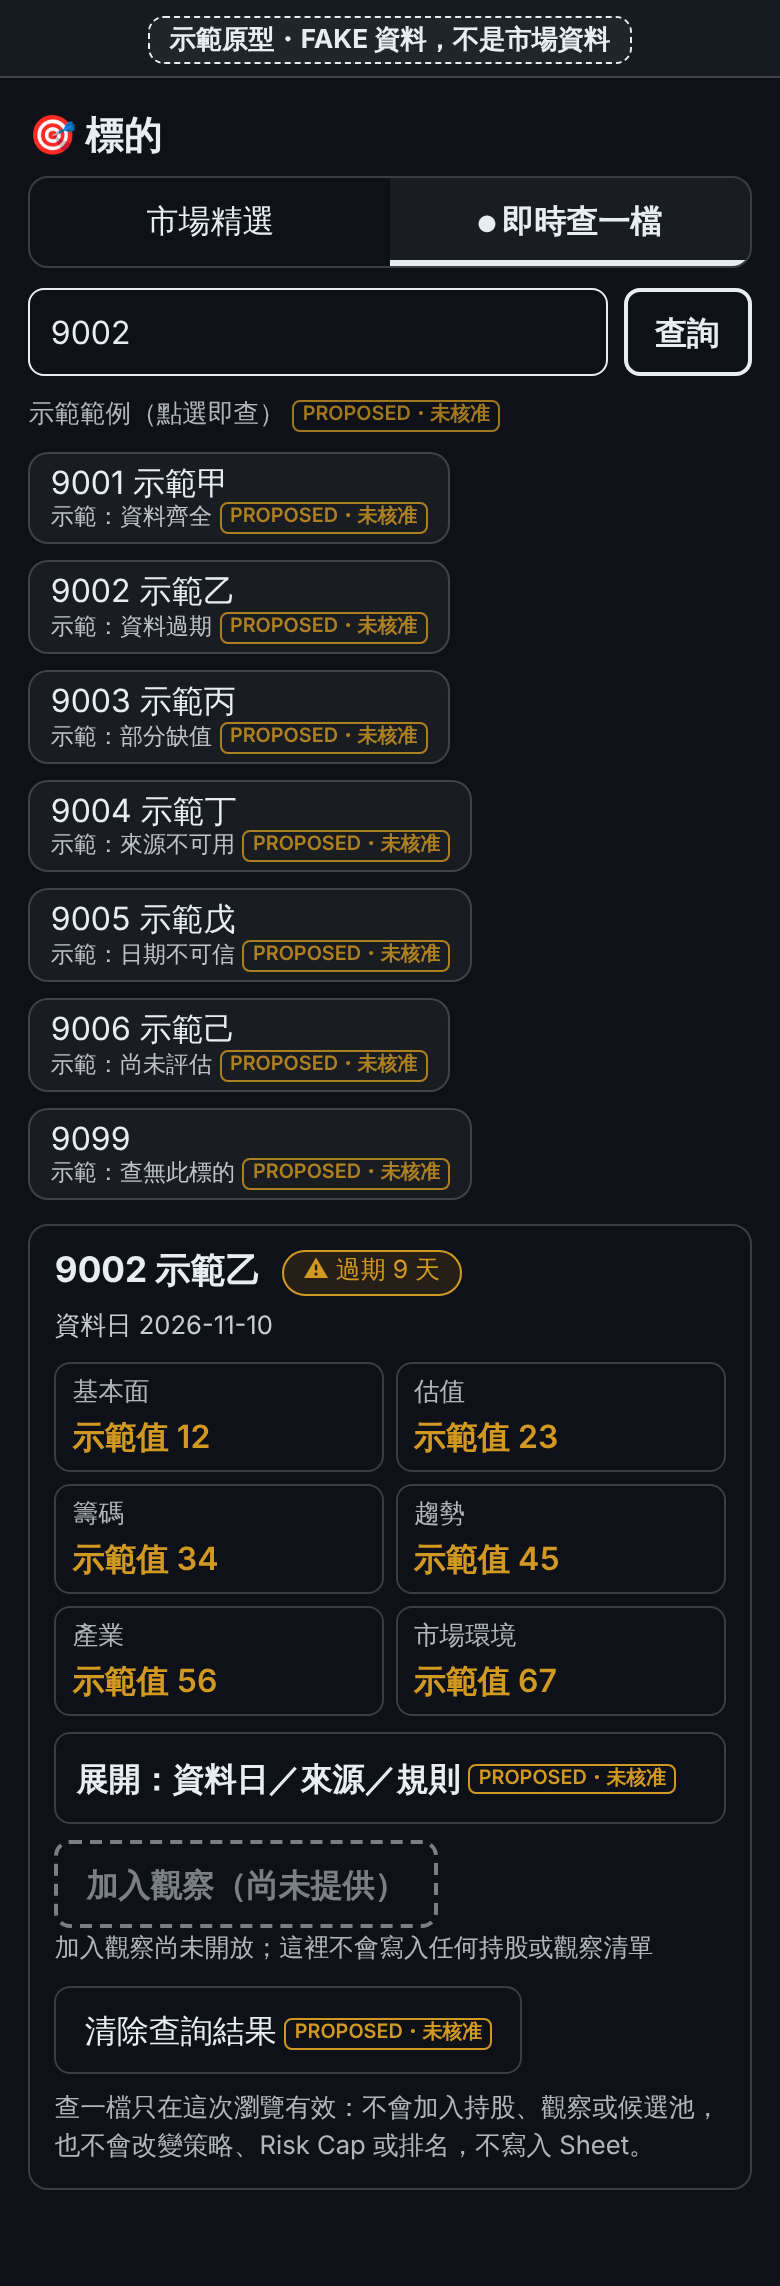 示範原型・FAKE 資料，不是市場資料
🎯 標的
市場精選
●即時查一檔
9002
查詢
示範範例（點選即查） PROPOSED・未核准
9001 示範甲
示範：資料齊全 PROPOSED・未核准
9002 示範乙
示範：資料過期 PROPOSED・未核准
9003 示範丙
示範：部分缺值 PROPOSED・未核准
9004 示範丁
示範：來源不可用 PROPOSED・未核准
9005 示範戊
示範：日期不可信 PROPOSED・未核准
9006 示範己
示範：尚未評估 PROPOSED・未核准
9099
示範：查無此標的 PROPOSED・未核准
9002 示範乙 ⚠ 過期 9 天
資料日 2026-11-10
基本面
示範值 12
估值
示範值 23
籌碼
示範值 34
趨勢
示範值 45
產業
示範值 56
市場環境
示範值 67
展開：資料日／來源／規則 PROPOSED・未核准
加入觀察（尚未提供）
加入觀察尚未開放；這裡不會寫入任何持股或觀察清單
清除查詢結果 PROPOSED・未核准
查一檔只在這次瀏覽有效：不會加入持股、觀察或候選池，
也不會改變策略、Risk Cap 或排名，不寫入 Sheet。